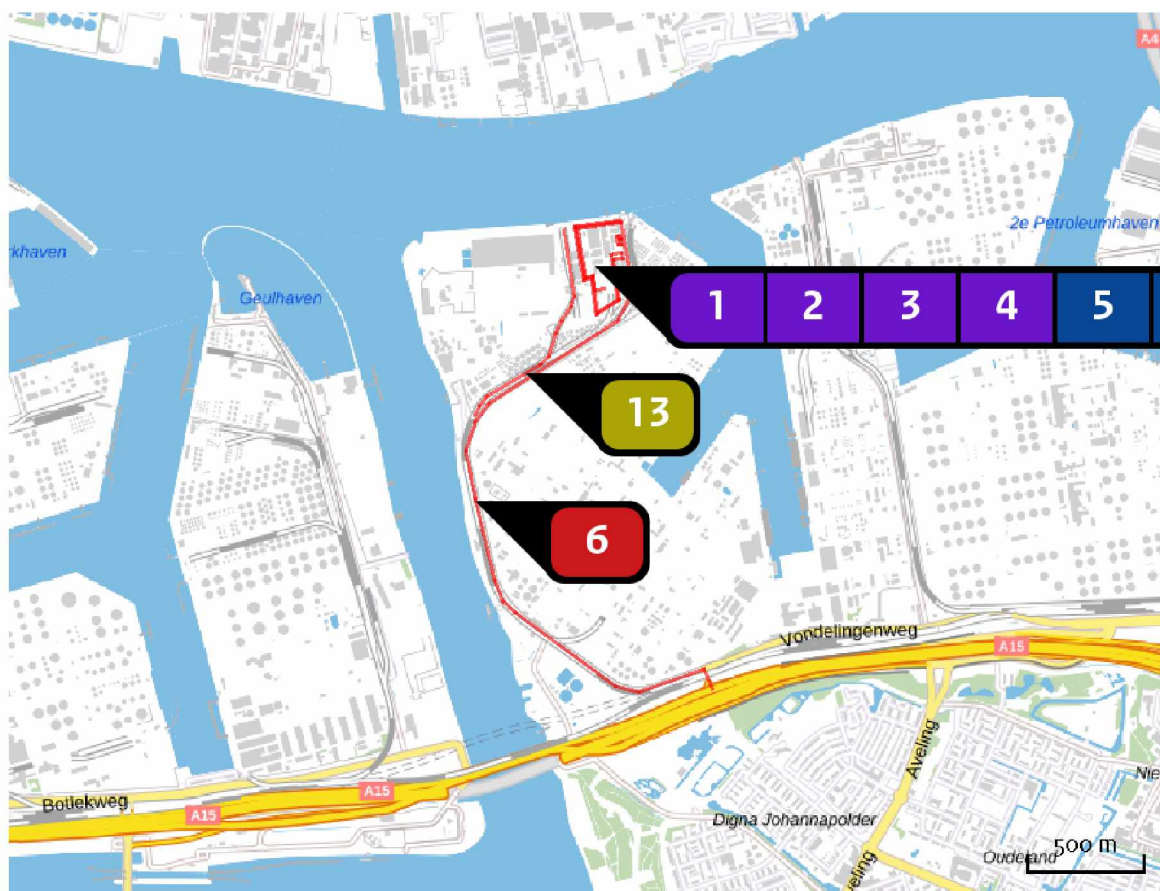 A4
2e Petroleumhaven
rkhaven
Geulhaven
1 2 3 4 5
13
6
Vondelingenweg
A15
Aveling
Nie
A15
Botlekweg
A15
Digna Johannapolder
Oudeland
500 m
eling